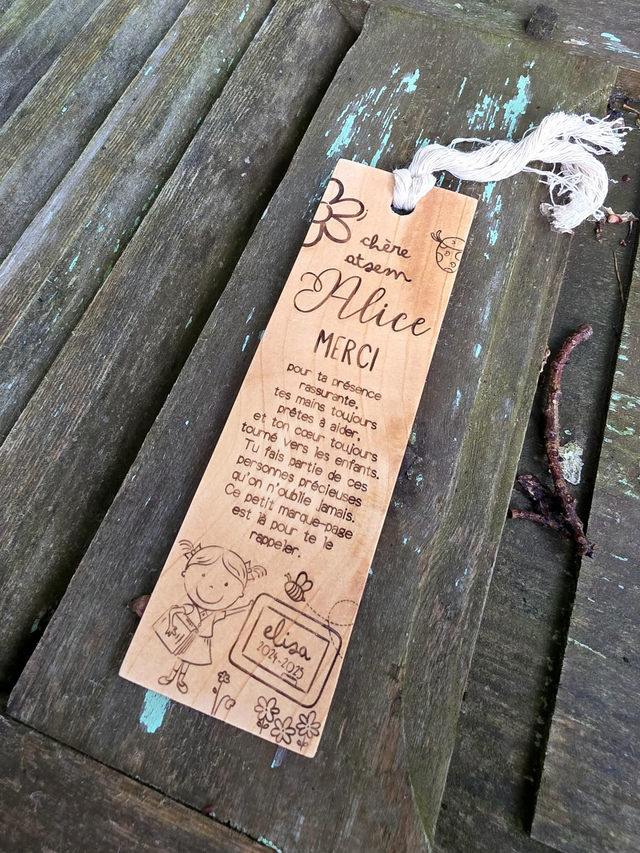 chère
atsem
Alice
MERCI
pour ta présence
rassurante,
tes mains toujours
prêtes à aider,
et ton cœur toujours
tourné vers les enfants.
Tu fais partie de ces
personnes précieuses
qu'on n'oublie jamais.
Ce petit marque-page
est là pour te le
rappeler.
elisa
2024-2025